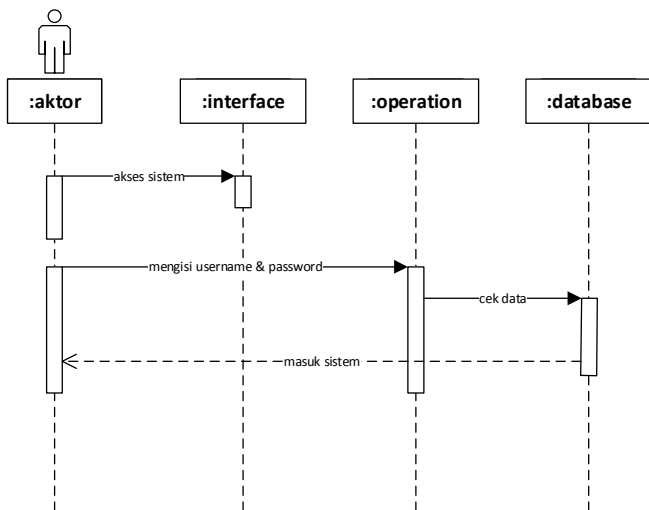 :aktor
:interface
:operation
:database
akses sistem
mengisi username & password
cek data
masuk sistem